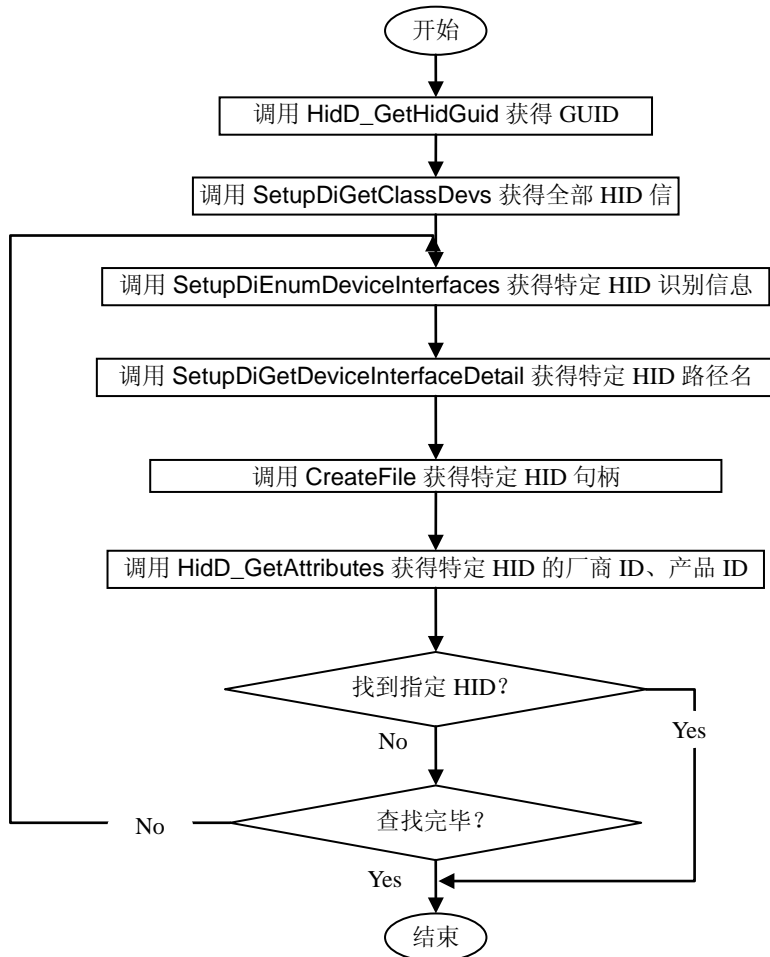 开始
调用 HidD_GetHidGuid 获得 GUID
调用 SetupDiGetClassDevs 获得全部 HID 信
调用 SetupDiEnumDeviceInterfaces 获得特定 HID 识别信息
调用 SetupDiGetDeviceInterfaceDetail 获得特定 HID 路径名
调用 CreateFile 获得特定 HID 句柄
调用 HidD_GetAttributes 获得特定 HID 的厂商 ID、产品 ID
找到指定 HID？
Yes
No
查找完毕？
No
Yes
结束